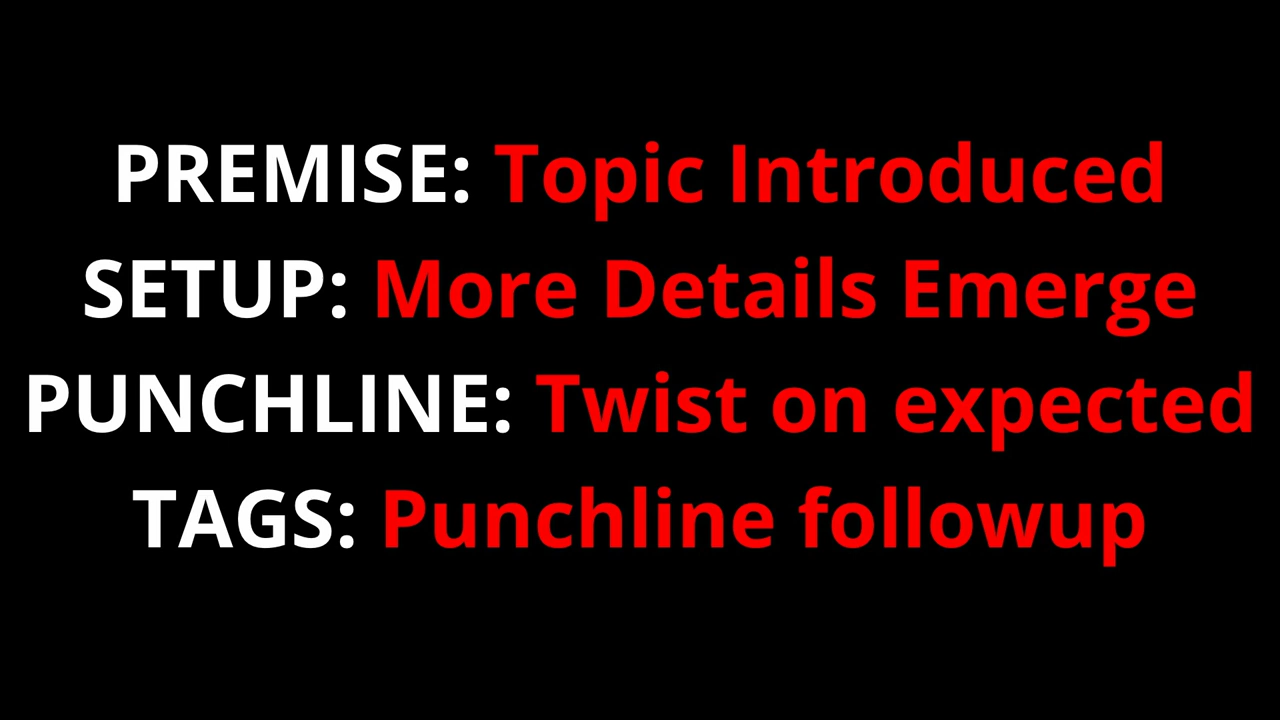 PREMISE: Topic Introduced
SETUP: More Details Emerge
PUNCHLINE: Twist on expected
TAGS: Punchline followup